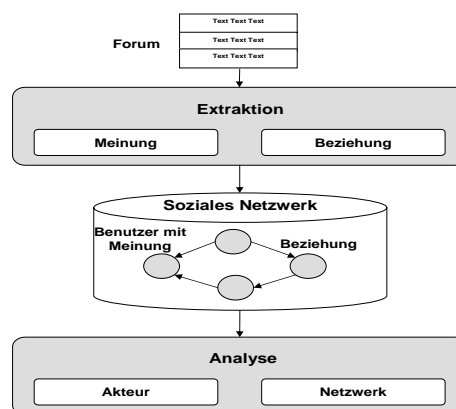 Text Text Text
Forum
Text Text Text
Text Text Text
Extraktion
Meinung
Beziehung
Soziales Netzwerk
Benutzer mit
Meinung
Beziehung
Analyse
Akteur
Netzwerk